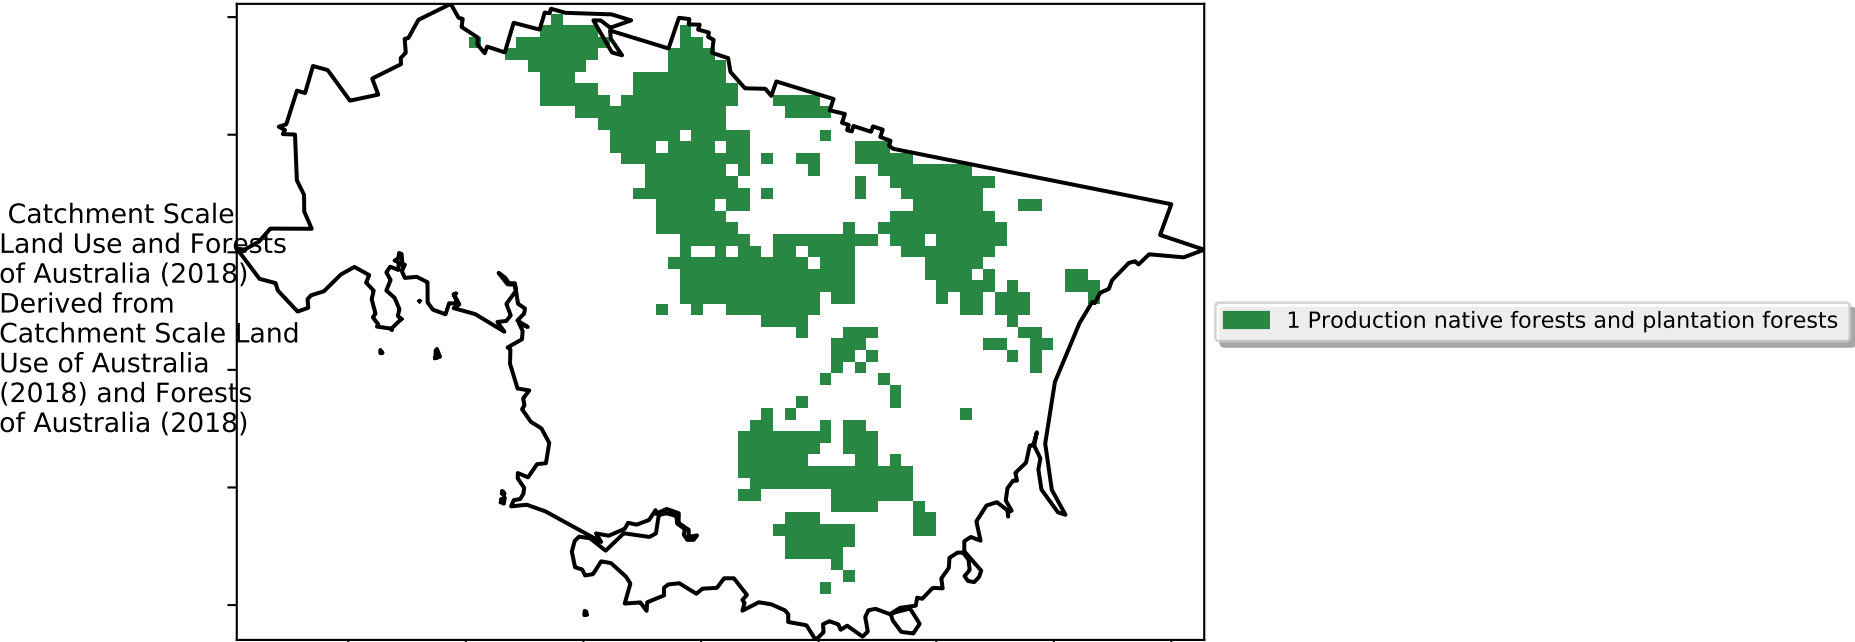 Catchment Scale
Land Use and Forests
of Australia (2018)
Derived from
Catchment Scale Land
Use of Australia
(2018) and Forests
of Australia (2018)
1 Production native forests and plantation forests